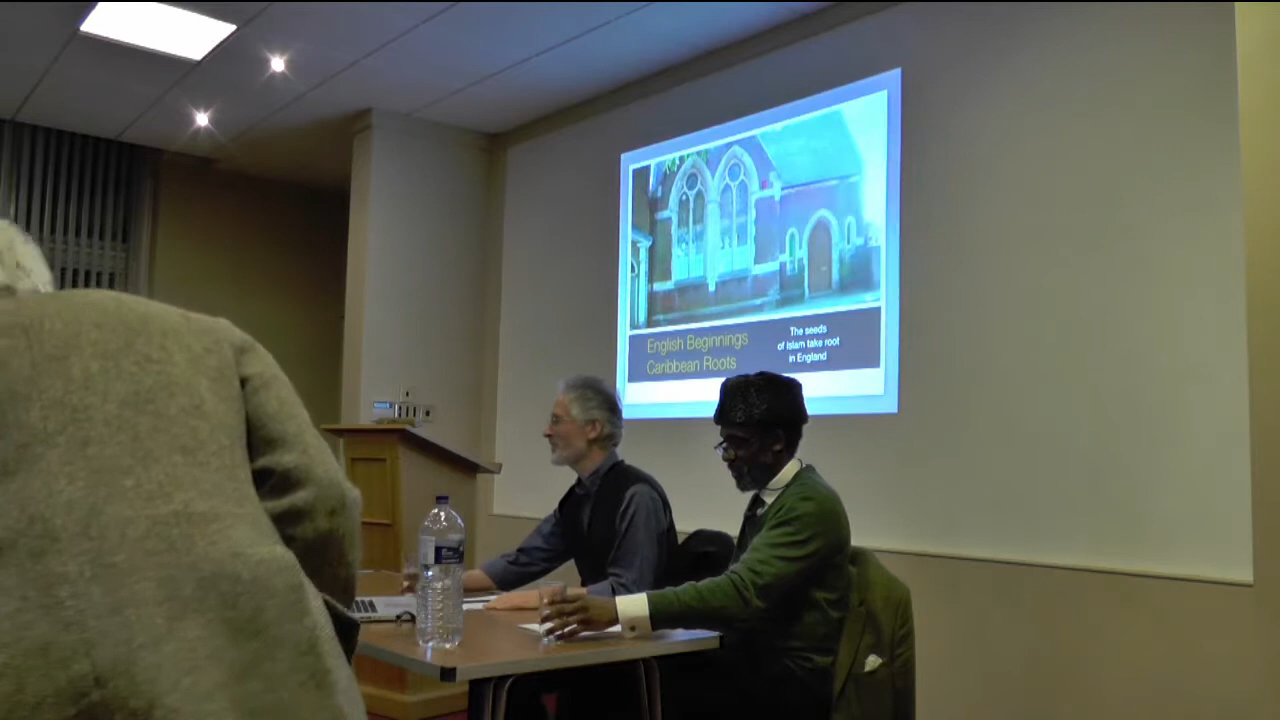 English Beginnings
Caribbean Roots
The seeds
of Islam take root
in England